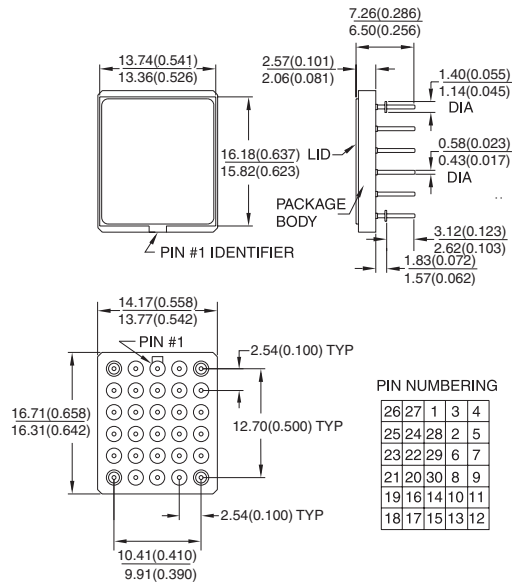 7.26(0.286)
6.50(0.256)
13.74(0.541)
13.36(0.526)
2.57(0.101)
2.06(0.081)
1.40(0.055)
1.14(0.045)
DIA
16.18(0.637)
15.82(0.623)
LID
0.58(0.023)
0.43(0.017)
DIA
PACKAGE
BODY
PIN #1 IDENTIFIER
3.12(0.123)
2.62(0.103)
1.83(0.072)
1.57(0.062)
14.17(0.558)
13.77(0.542)
PIN #1
2.54(0.100) TYP
16.71(0.658)
16.31(0.642)
12.70(0.500) TYP
2.54(0.100) TYP
10.41(0.410)
9.91(0.390)
PIN NUMBERING
26 27 1 3 4
25 24 28 2 5
23 22 29 6 7
21 20 30 8 9
19 16 14 10 11
18 17 15 13 12